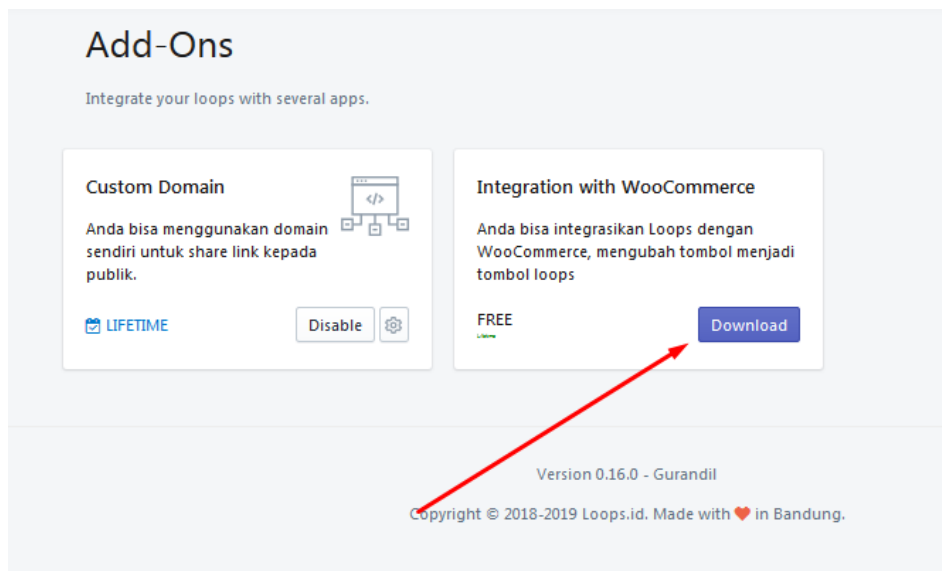 Add-Ons
Integrate your loops with several apps.
Custom Domain
Anda bisa menggunakan domain
sendiri untuk share link kepada
publik.
LIFETIME
Disable
Integration with WooCommerce
Anda bisa integrasikan Loops dengan
WooCommerce, mengubah tombol menjadi
tombol loops
FREE
Lifetime
Download
Version 0.16.0 - Gurandil
Copyright © 2018-2019 Loops.id. Made with ❤ in Bandung.